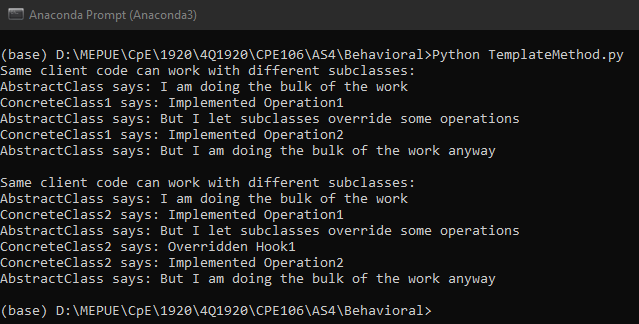 Anaconda Prompt (Anaconda3)
(base) D:\MEPUE\CpE\1920\4Q1920\CPE106\AS4\Behavioral>Python TemplateMethod.py
Same client code can work with different subclasses:
AbstractClass says: I am doing the bulk of the work
ConcreteClass1 says: Implemented Operation1
AbstractClass says: But I let subclasses override some operations
ConcreteClass1 says: Implemented Operation2
AbstractClass says: But I am doing the bulk of the work anyway
Same client code can work with different subclasses:
AbstractClass says: I am doing the bulk of the work
ConcreteClass2 says: Implemented Operation1
AbstractClass says: But I let subclasses override some operations
ConcreteClass2 says: Overridden Hook1
ConcreteClass2 says: Implemented Operation2
AbstractClass says: But I am doing the bulk of the work anyway
(base) D:\MEPUE\CpE\1920\4Q1920\CPE106\AS4\Behavioral>